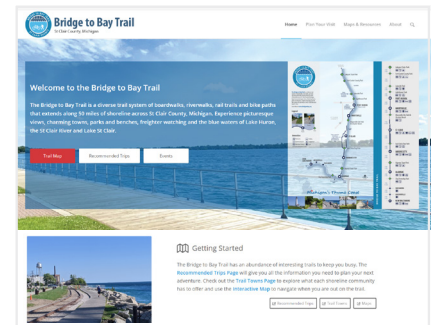 Bridge to Bay Trail
St Clair County, Michigan
Home Plan Your Visit Maps & Resources About
Welcome to the Bridge to Bay Trail
The Bridge to Bay Trail is a diverse trail system of boardwalks, riverwalks, rail trails and bike paths
that extends along 50 miles of shoreline across St Clair County, Michigan. Experience picturesque
views, charming towns, parks and benches, freighter watching and the blue waters of Lake Huron,
the St Clair River and Lake St Clair.
Trail Map Recommended Trips Events
Michigan's Thumb Coast
Getting Started
The Bridge to Bay Trail has an abundance of interesting trails to keep you busy. The
Recommended Trips Page will give you all the information you need to plan your next
adventure. Check out the Trail Towns Page to explore what each shoreline community
has to offer and use the Interactive Map to navigate where you are out on the trail.
Recommended Trips Trail Towns Maps